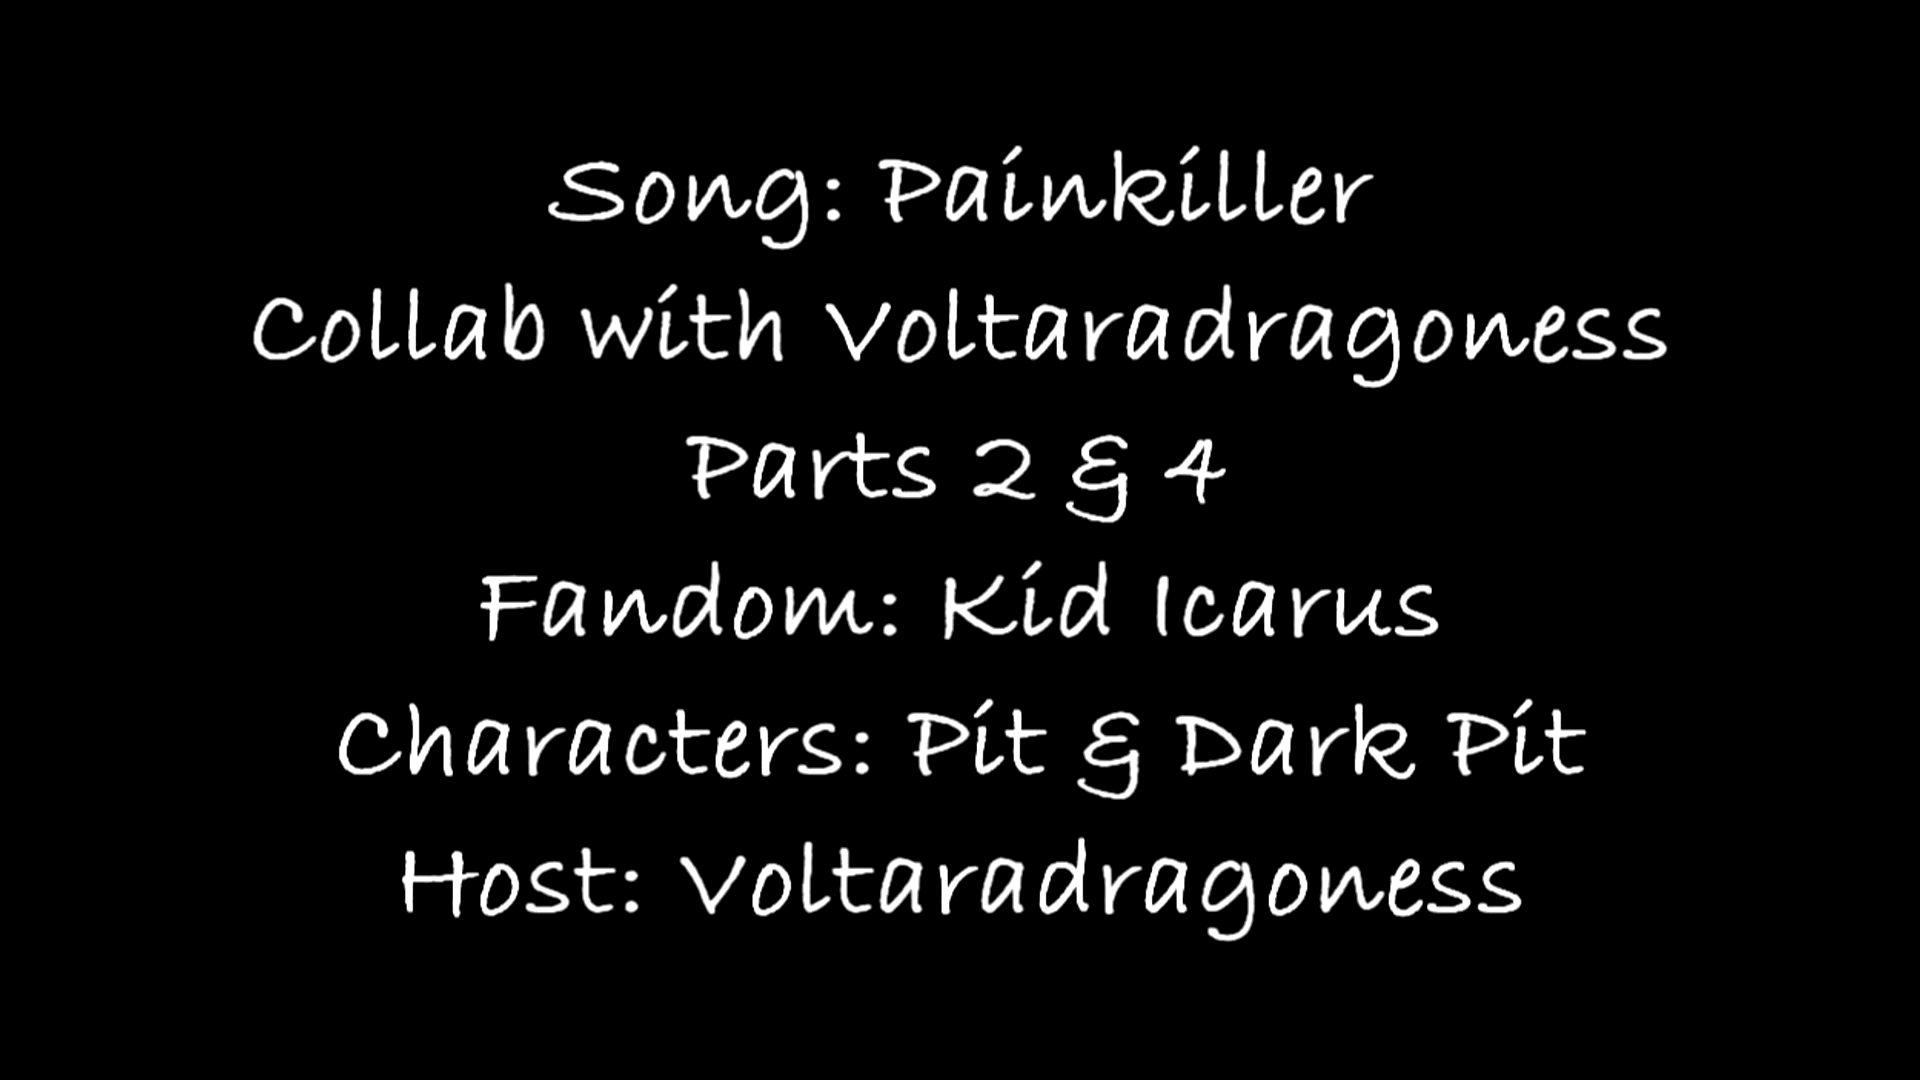 Song: Painkiller
Collab with Voltaradragoness
Parts 2 & 4
Fandom: Kid Icarus
Characters: Pit & Dark Pit
Host: Voltaradragoness